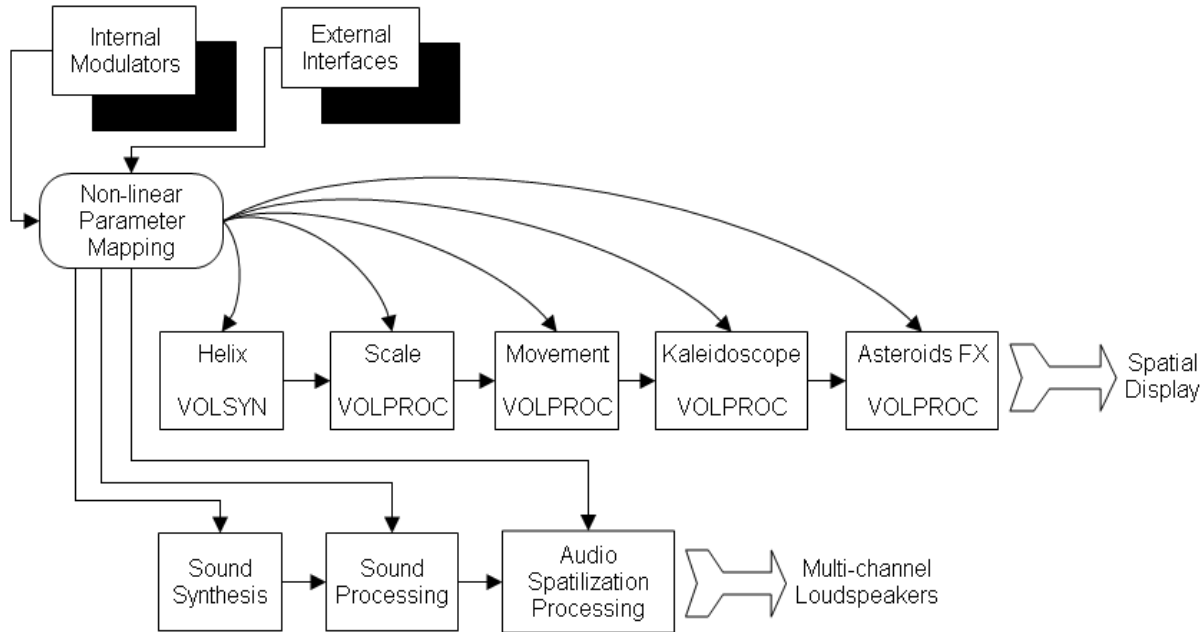 Internal
Modulators
External
Interfaces
Non-linear
Parameter
Mapping
Helix
VOLSYN
Scale
VOLPROC
Movement
VOLPROC
Kaleidoscope
VOLPROC
Asteroids FX
VOLPROC
Spatial
Display
Sound
Synthesis
Sound
Processing
Audio
Spatilization
Processing
Multi-channel
Loudspeakers